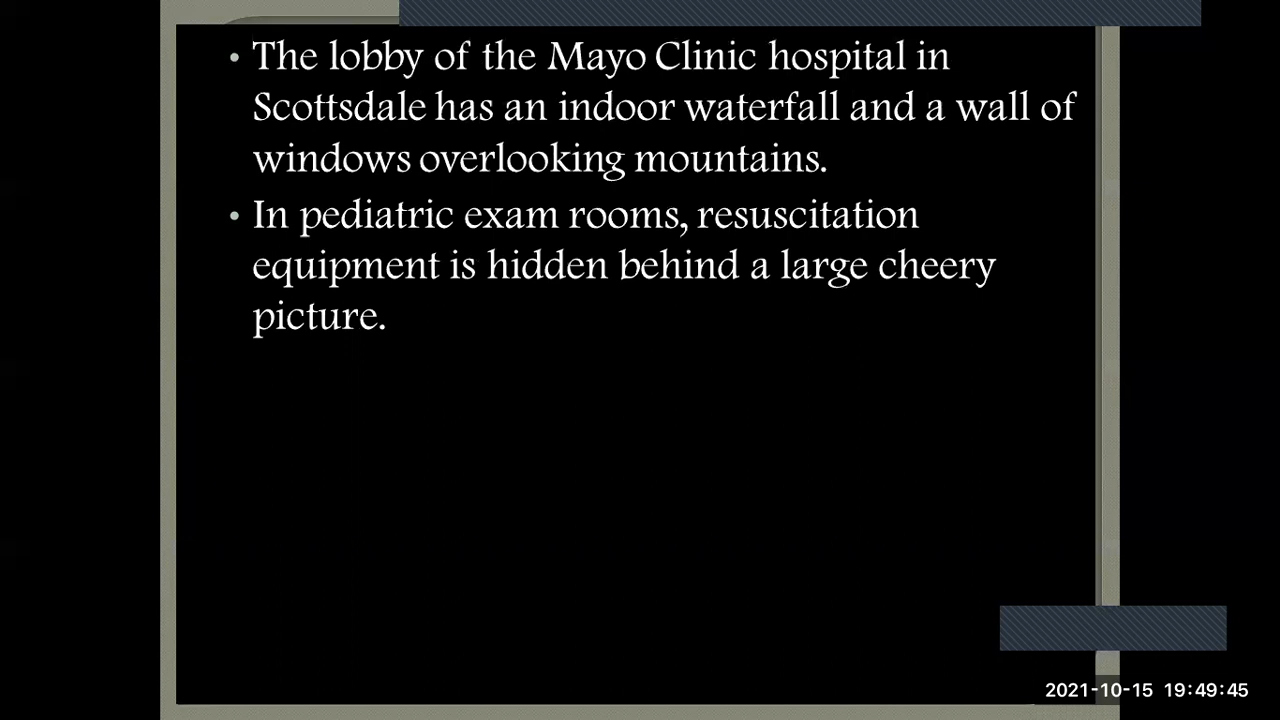 • The lobby of the Mayo Clinic hospital in
Scottsdale has an indoor waterfall and a wall of
windows overlooking mountains.
• In pediatric exam rooms, resuscitation
equipment is hidden behind a large cheery
picture.
2021-10-15 19:49:45